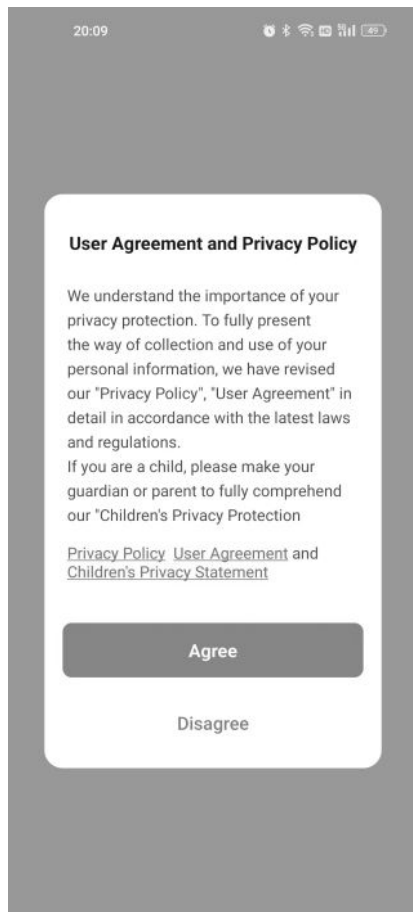 20:09
49
User Agreement and Privacy Policy
We understand the importance of your
privacy protection. To fully present
the way of collection and use of your
personal information, we have revised
our "Privacy Policy", "User Agreement" in
detail in accordance with the latest laws
and regulations.
If you are a child, please make your
guardian or parent to fully comprehend
our "Children's Privacy Protection
Privacy Policy User Agreement and
Children's Privacy Statement
Agree
Disagree